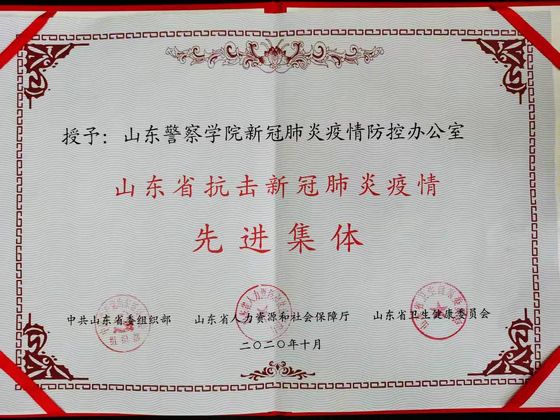 授予：山东警察学院新冠肺炎疫情防控办公室
山东省抗击新冠肺炎疫情
先进集体
中共山东省委组织部 山东省人力资源和社会保障厅 山东省卫生健康委员会
二〇二〇年十月